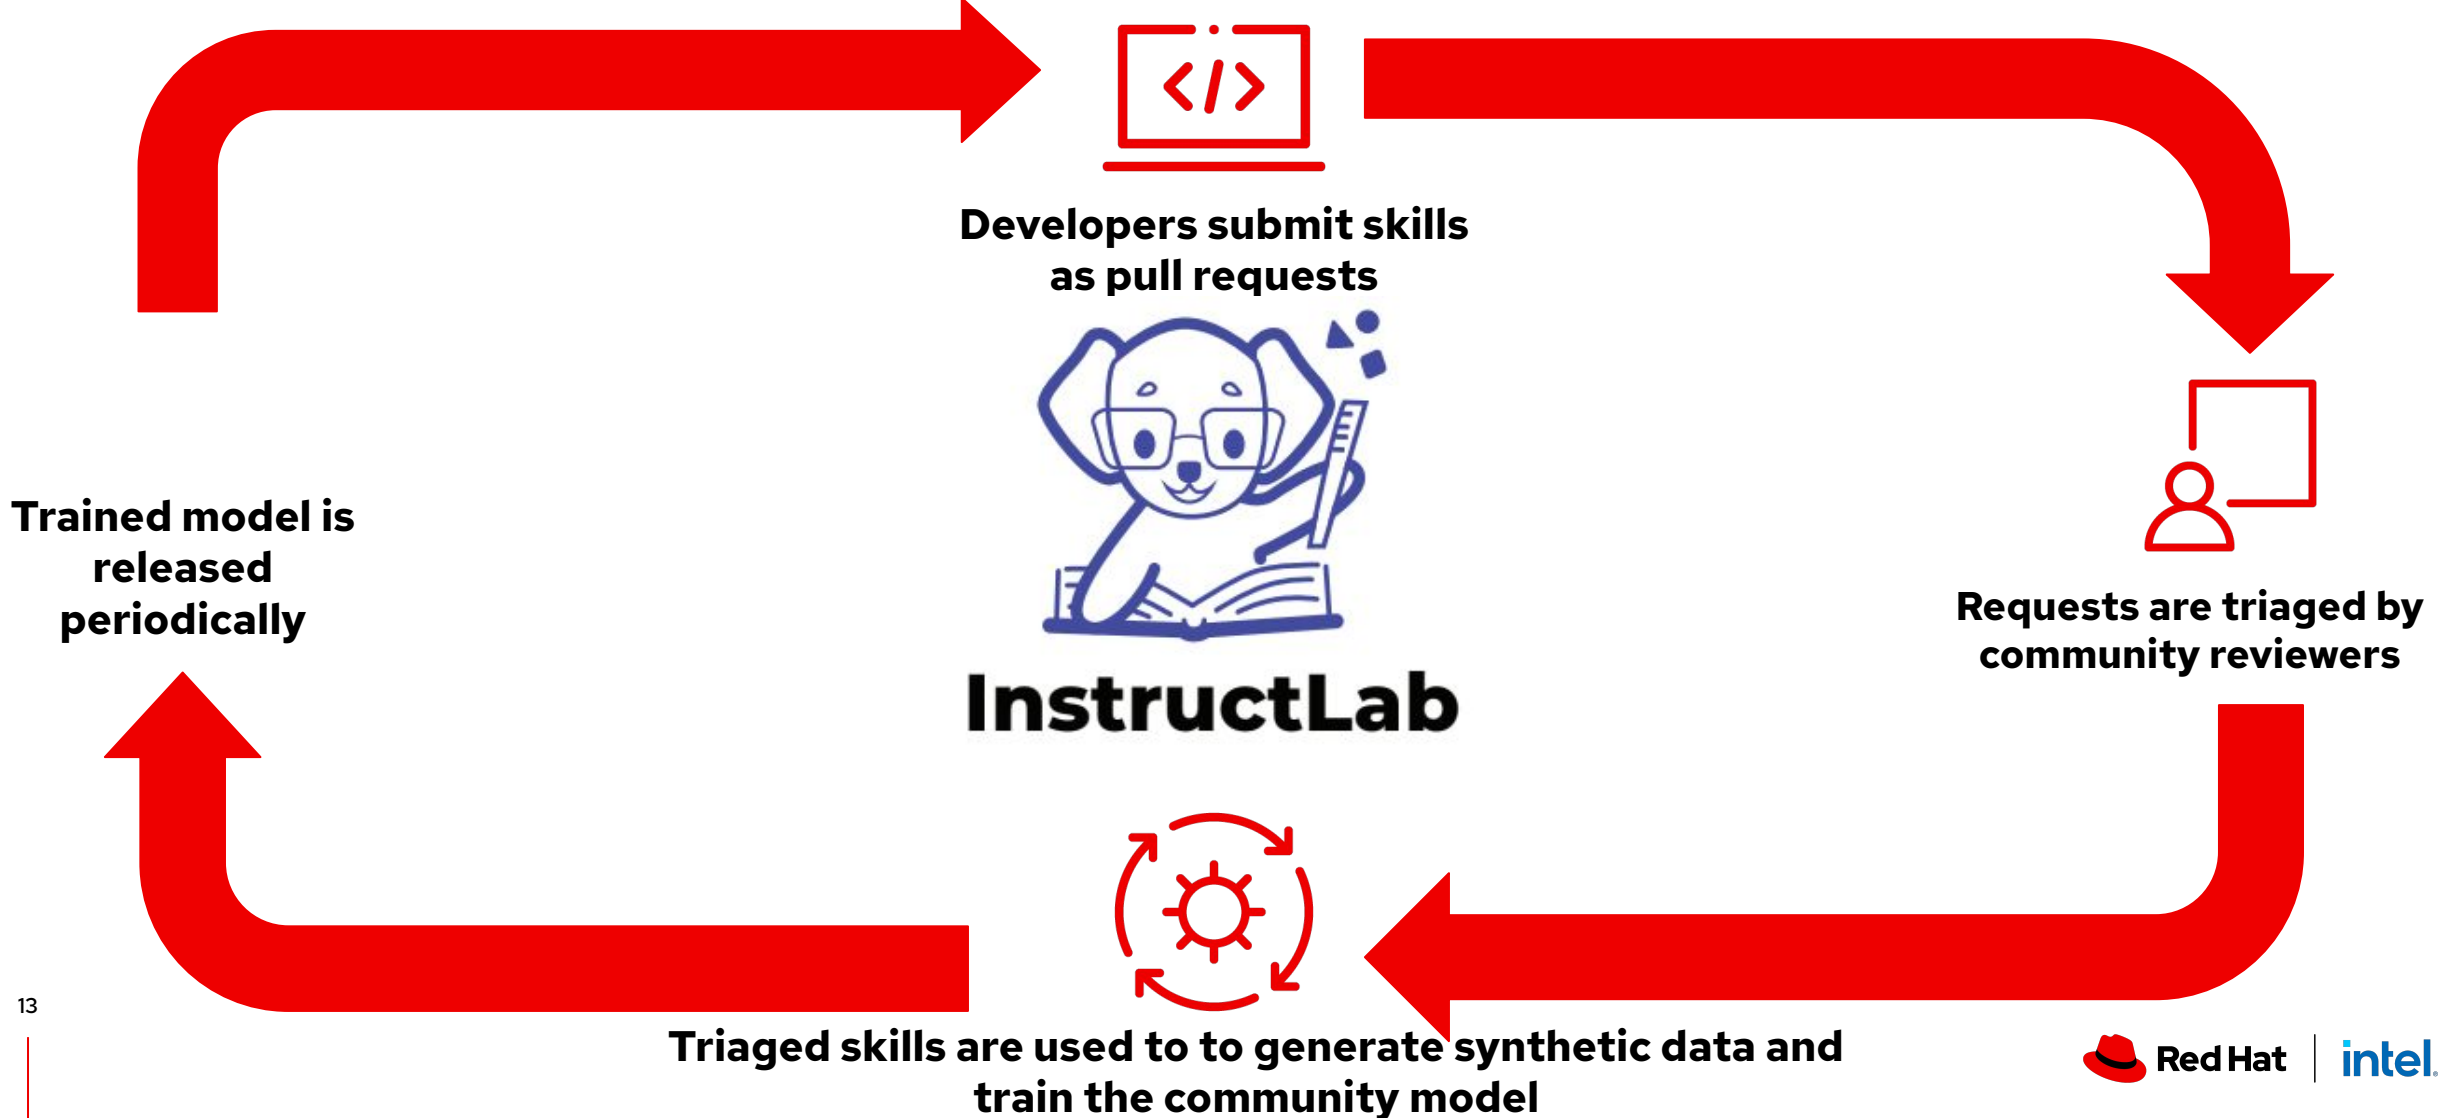 </>
Developers submit skills
as pull requests
Trained model is
released
periodically
InstructLab
Requests are triaged by
community reviewers
Triaged skills are used to to generate synthetic data and
train the community model
13
Red Hat
intel.